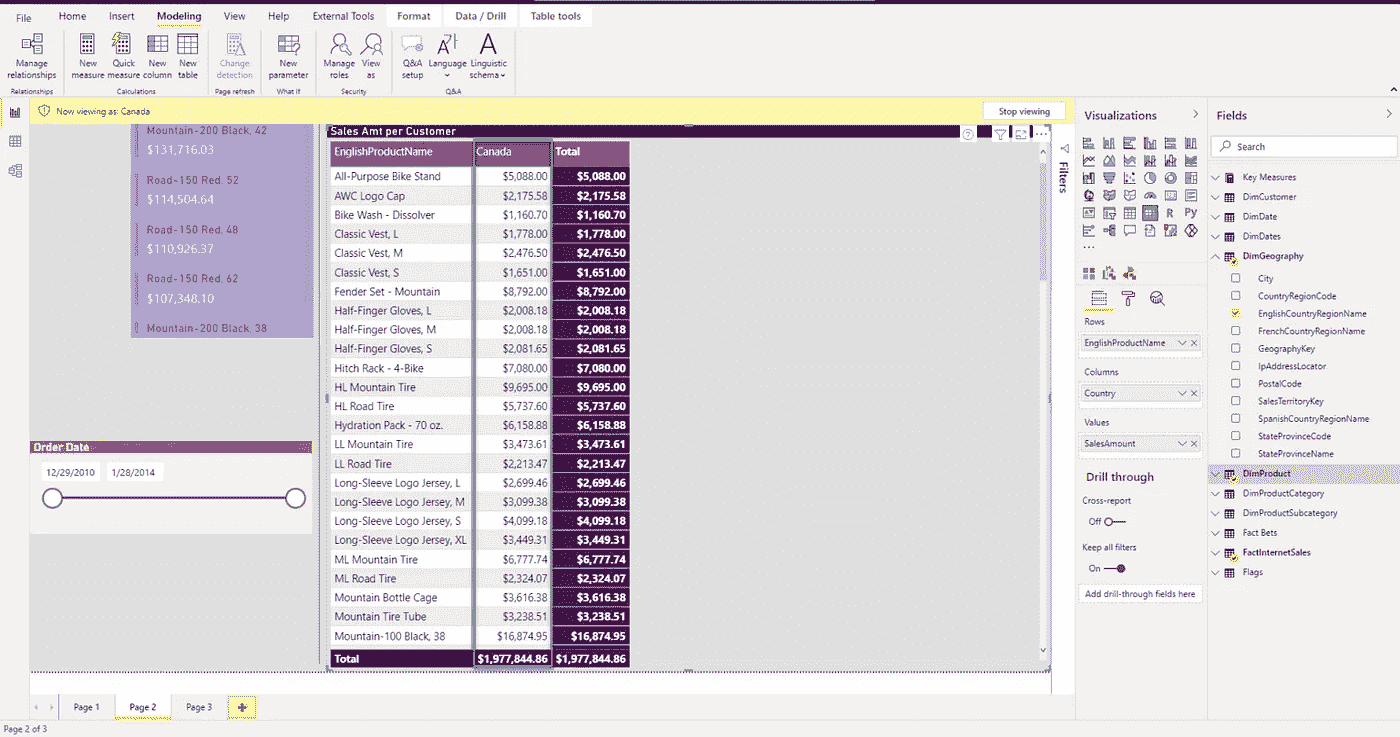 File Home Insert Modeling View Help External Tools Format Data / Drill Table tools
Manage relationships
New measure
Quick measure
New column
New table
Change detection
New parameter
Manage roles
View as
Q&A setup
Language
Linguistic schema
Relationships Calculations Page refresh What if Security Q&A
Now viewing as: Canada Stop viewing
Mountain-200 Black, 42
$131,716.03
Road-150 Red, 52
$114,504.64
Road-150 Red, 48
$110,926.37
Road-150 Red, 62
$107,348.10
Mountain-200 Black, 38
Order Date
12/29/2010 1/28/2014
Sales Amt per Customer
EnglishProductName Canada Total
All-Purpose Bike Stand $5,088.00 $5,088.00
AWC Logo Cap $2,175.58 $2,175.58
Bike Wash - Dissolver $1,160.70 $1,160.70
Classic Vest, L $1,778.00 $1,778.00
Classic Vest, M $2,476.50 $2,476.50
Classic Vest, S $1,651.00 $1,651.00
Fender Set - Mountain $8,792.00 $8,792.00
Half-Finger Gloves, L $2,008.18 $2,008.18
Half-Finger Gloves, M $2,008.18 $2,008.18
Half-Finger Gloves, S $2,081.65 $2,081.65
Hitch Rack - 4-Bike $7,080.00 $7,080.00
HL Mountain Tire $9,695.00 $9,695.00
HL Road Tire $5,737.60 $5,737.60
Hydration Pack - 70 oz. $6,158.88 $6,158.88
LL Mountain Tire $3,473.61 $3,473.61
LL Road Tire $2,213.47 $2,213.47
Long-Sleeve Logo Jersey, L $2,699.46 $2,699.46
Long-Sleeve Logo Jersey, M $3,099.38 $3,099.38
Long-Sleeve Logo Jersey, S $4,099.18 $4,099.18
Long-Sleeve Logo Jersey, XL $3,449.31 $3,449.31
ML Mountain Tire $6,777.74 $6,777.74
ML Road Tire $2,324.07 $2,324.07
Mountain Bottle Cage $3,616.38 $3,616.38
Mountain Tire Tube $3,238.51 $3,238.51
Mountain-100 Black, 38 $16,874.95 $16,874.95
Total $1,977,844.86 $1,977,844.86
Filters
Visualizations
R Py
Rows
EnglishProductName
Columns
Country
Values
SalesAmount
Drill through
Cross-report
Off
Keep all filters
On
Add drill-through fields here
Fields
Search
Key Measures
DimCustomer
DimDate
DimDates
DimGeography
City
CountryRegionCode
EnglishCountryRegionName
FrenchCountryRegionName
GeographyKey
IpAddressLocator
PostalCode
SalesTerritoryKey
SpanishCountryRegionName
StateProvinceCode
StateProvinceName
DimProduct
DimProductCategory
DimProductSubcategory
Fact Bets
FactInternetSales
Flags
Page 1 Page 2 Page 3
Page 2 of 3